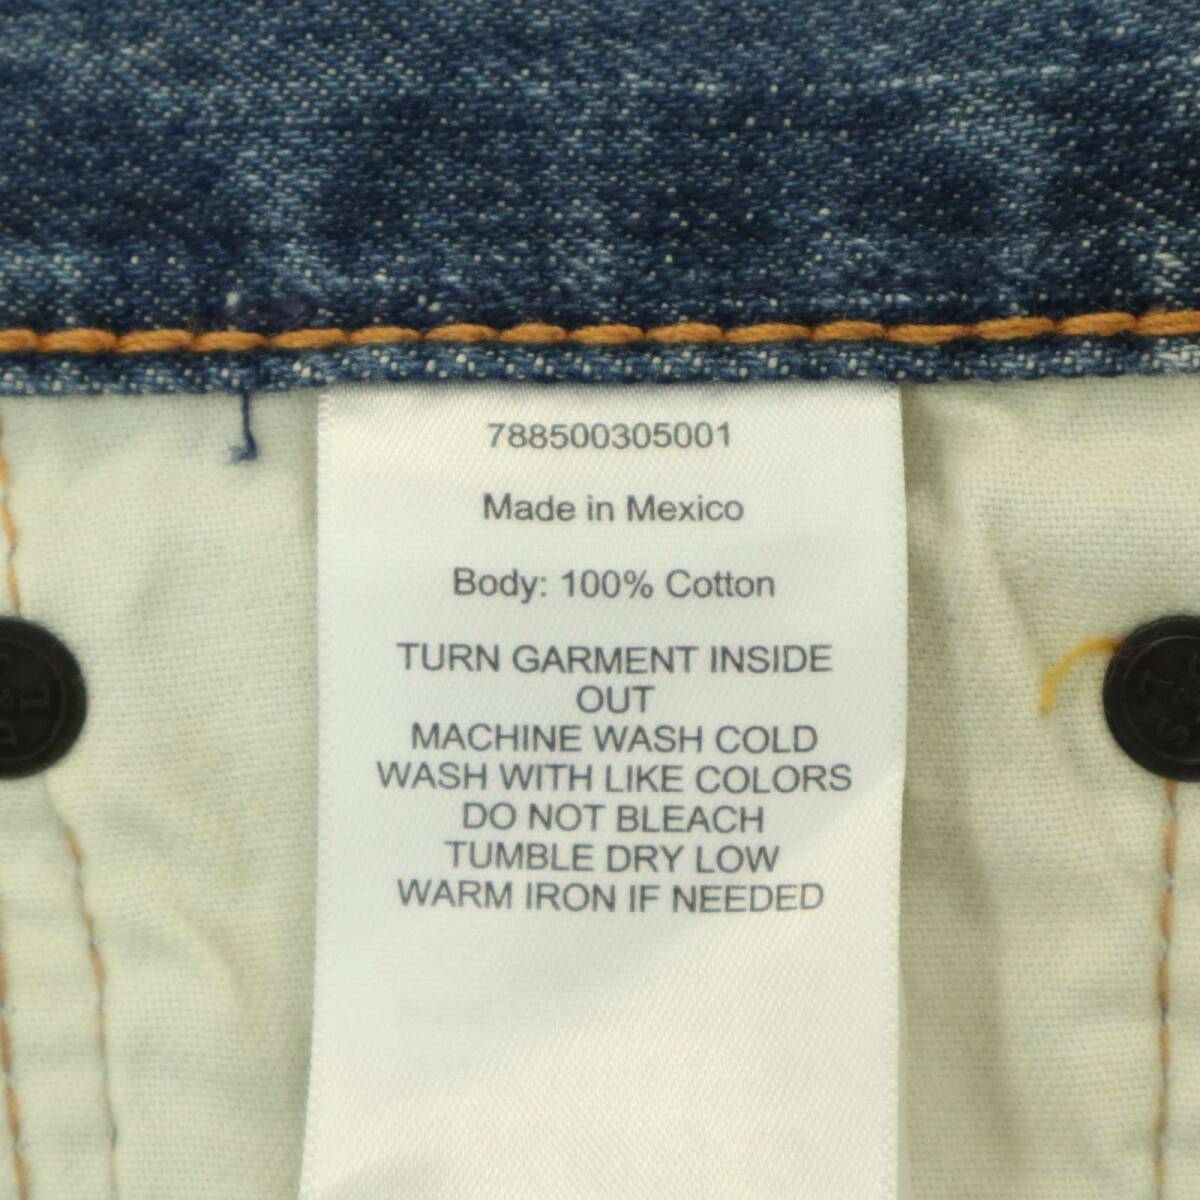 788500305001
Made in Mexico
Body: 100% Cotton
TURN GARMENT INSIDE
OUT
MACHINE WASH COLD
WASH WITH LIKE COLORS
DO NOT BLEACH
TUMBLE DRY LOW
WARM IRON IF NEEDED